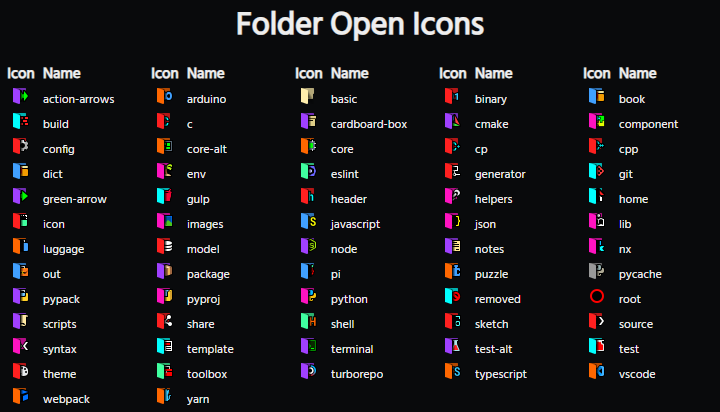 Folder Open Icons
Icon Name Icon Name Icon Name Icon Name Icon Name
action-arrows arduino basic binary book
build c cardboard-box cmake component
config core-alt core cp cpp
dict env eslint generator git
green-arrow gulp header helpers home
icon images javascript json lib
luggage model node notes nx
out package pi puzzle pycache
pypack pyproj python removed root
scripts share shell sketch source
syntax template terminal test-alt test
theme toolbox turborepo typescript vscode
webpack yarn